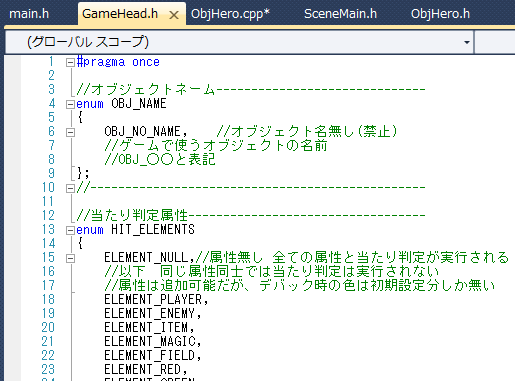 main.h GameHead.h ObjHero.cpp* SceneMain.h ObjHero.h
(グローバル スコープ)
1 #pragma once
2
3 //オブジェクトネーム-----------------------------------
4 enum OBJ_NAME
5 {
6 OBJ_NO_NAME, //オブジェクト名無し(禁止)
7 //ゲームで使うオブジェクトの名前
8 //OBJ_〇〇と表記
9 };
10 //--------------------------------------------------
11
12 //当たり判定属性-----------------------------------
13 enum HIT_ELEMENTS
14 {
15 ELEMENT_NULL,//属性無し 全ての属性と当たり判定が実行される
16 //以下 同じ属性同士では当たり判定は実行されない
17 //属性は追加可能だが、デバック時の色は初期設定分しか無い
18 ELEMENT_PLAYER,
19 ELEMENT_ENEMY,
20 ELEMENT_ITEM,
21 ELEMENT_MAGIC,
22 ELEMENT_FIELD,
23 ELEMENT_RED,